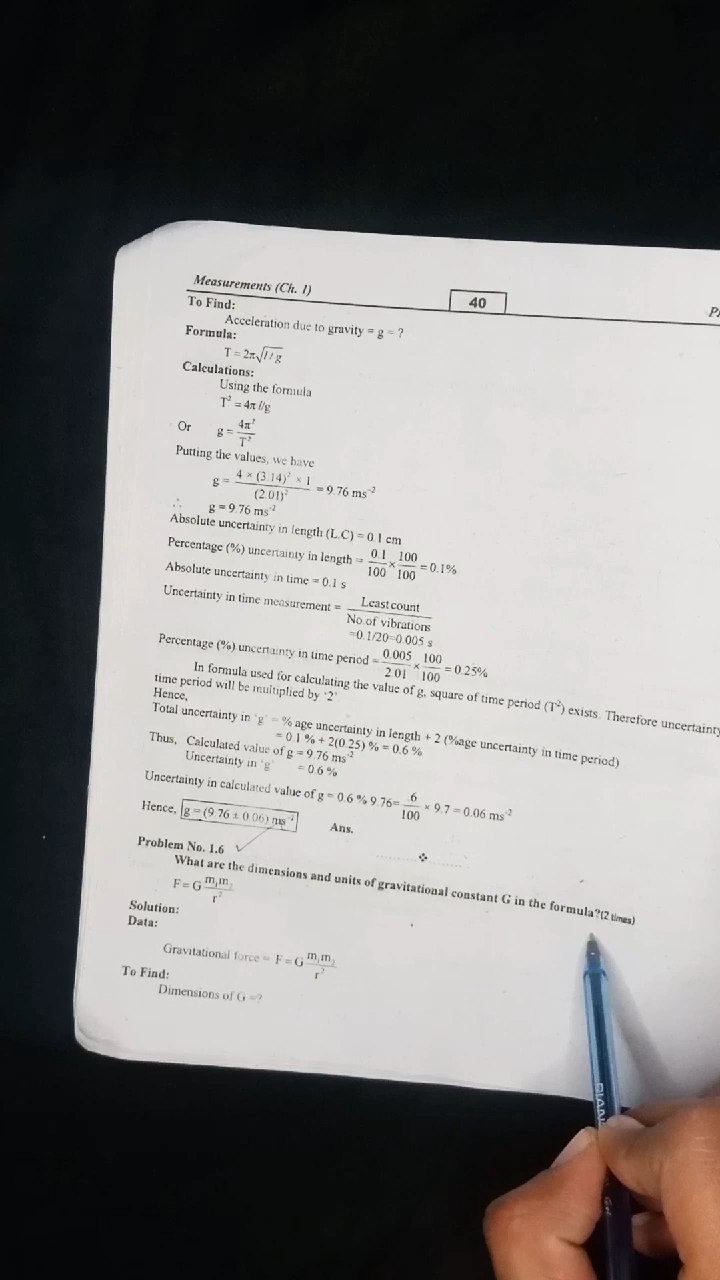 Measurements (Ch. 1)
40
To Find:
Acceleration due to gravity = g = ?
Formula:
T = 2π√l/g
Calculations:
Using the formula
T² = 4π l/g
Or g = 4π² / T²
Putting the values, we have
g = 4 × (3.14)² × 1 / (2.01)² = 9.76 ms⁻²
∴ g = 9.76 ms⁻²
Absolute uncertainty in length (L.C) = 0.1 cm
Percentage (%) uncertainty in length = 0.1/100 × 100/100 = 0.1%
Absolute uncertainty in time = 0.1 s
Uncertainty in time measurement = Least count / No.of vibrations
=0.1/20=0.005 s
Percentage (%) uncertainty in time period = 0.005/2.01 × 100/100 = 0.25%
In formula used for calculating the value of g, square of time period (T²) exists. Therefore uncertainty
time period will be multiplied by '2'
Hence,
Total uncertainty in 'g' = % age uncertainty in length + 2 (%age uncertainty in time period)
= 0.1 % + 2(0.25) % = 0.6 %
Thus, Calculated value of g = 9.76 ms⁻²
Uncertainty in 'g' = 0.6 %
Uncertainty in calculated value of g = 0.6 % 9.76= .6/100 × 9.7 = 0.06 ms⁻²
Hence, g = (9.76 ± 0.06) ms⁻² Ans.
Problem No. 1.6
What are the dimensions and units of gravitational constant G in the formula?(2 times)
F = G m₁m₂ / r²
Solution:
Data:
Gravitational force = F = G m₁m₂ / r²
To Find:
Dimensions of G =?